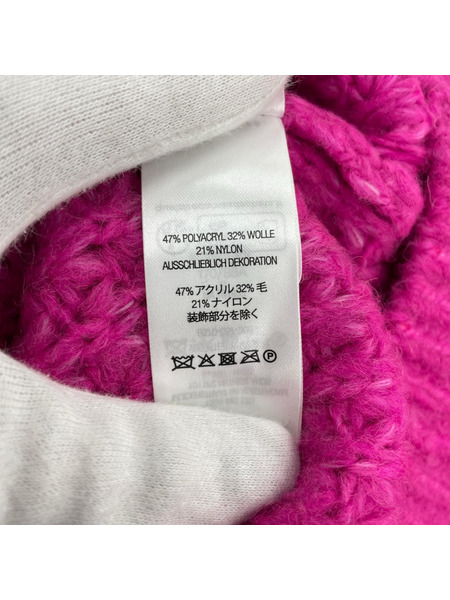 47% POLYACRYL 32% WOLLE
21% NYLON
AUSSCHLIEBLICH DEKORATION
47% アクリル 32% 毛
21% ナイロン
装飾部分を除く
P